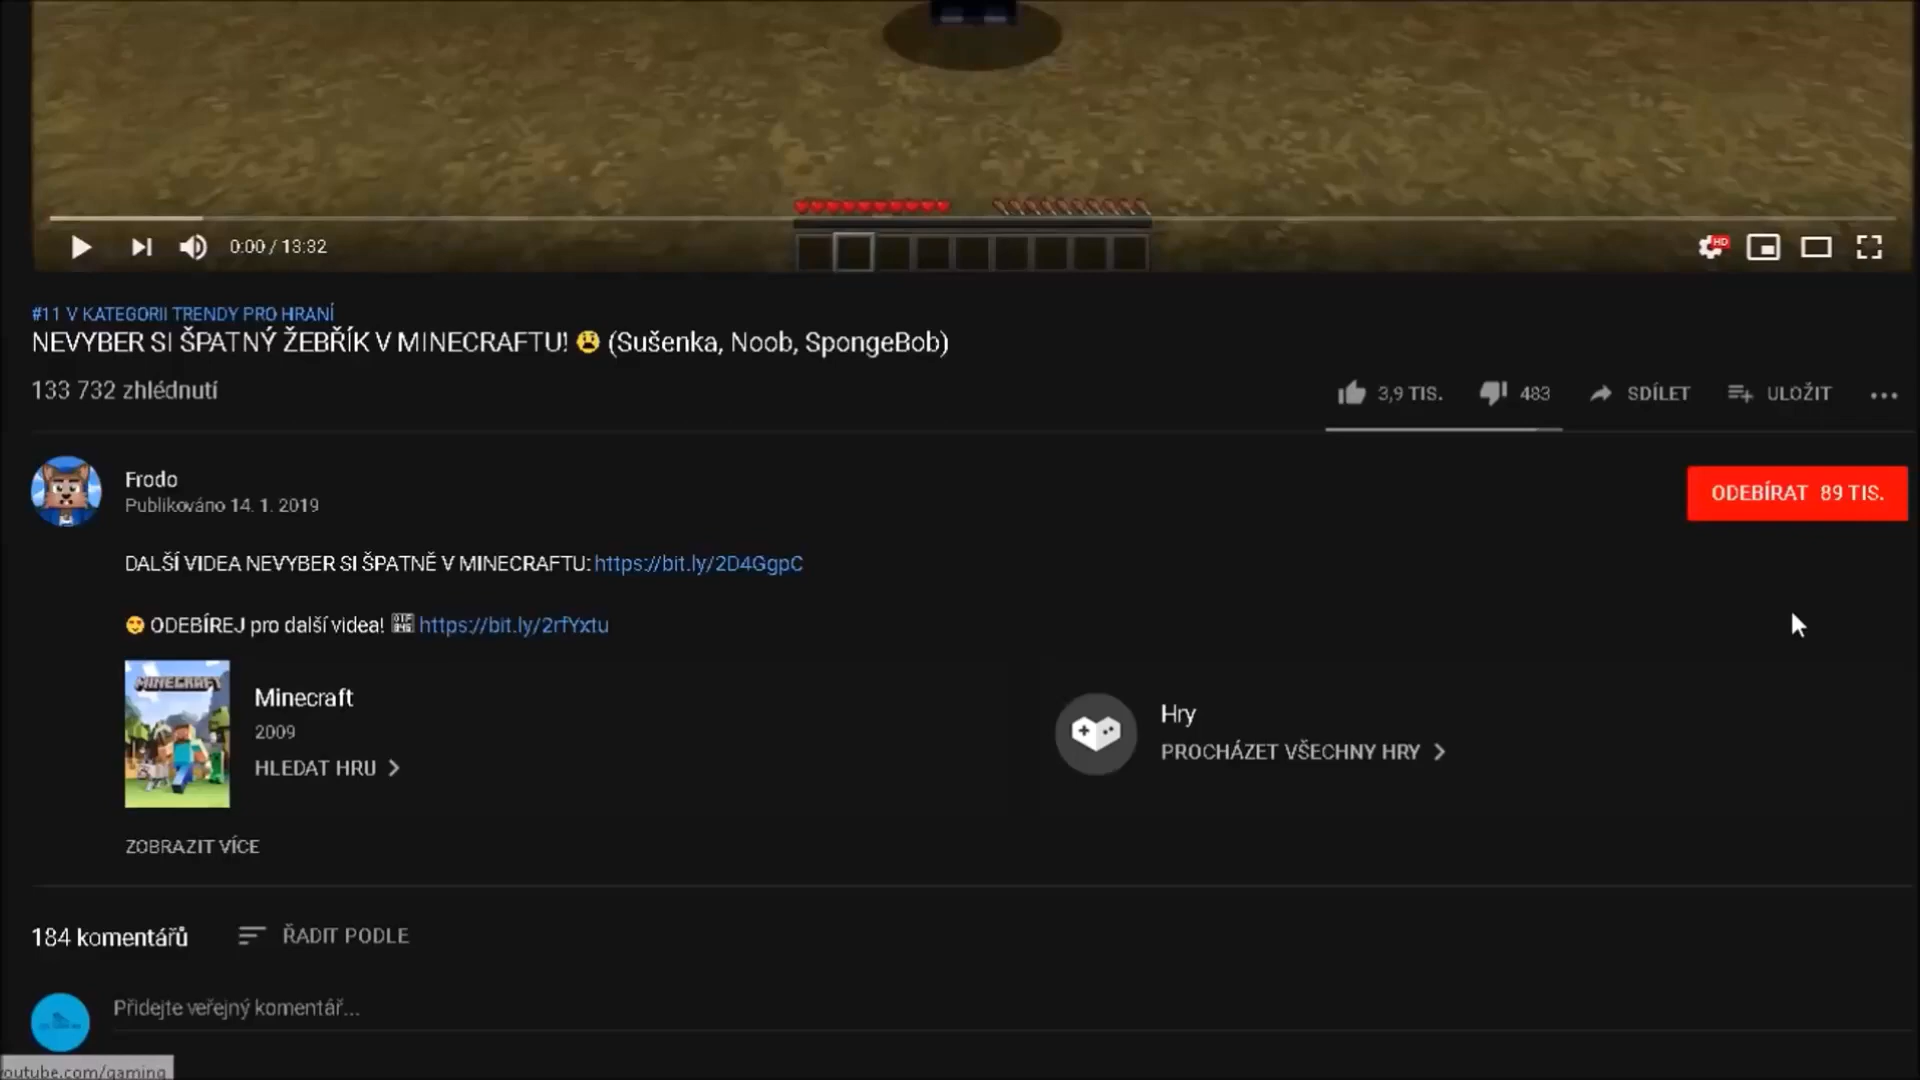 0:00 / 13:32
HD
#11 V KATEGORII TRENDY PRO HRANÍ
NEVYBER SI ŠPATNÝ ŽEBŘÍK V MINECRAFTU! 😫 (Sušenka, Noob, SpongeBob)
133 732 zhlédnutí
3,9 TIS. 483 SDÍLET ULOŽIT
Frodo
Publikováno 14. 1. 2019
ODEBÍRAT 89 TIS.
DALŠÍ VIDEA NEVYBER SI ŠPATNĚ V MINECRAFTU: https://bit.ly/2D4GgpC
😊 ODEBÍREJ pro další videa! https://bit.ly/2rfYxtu
MINECRAFT
Minecraft
2009
HLEDAT HRU
Hry
PROCHÁZET VŠECHNY HRY
ZOBRAZIT VÍCE
184 komentářů ŘADIT PODLE
Přidejte veřejný komentář...
outube.com/gaming